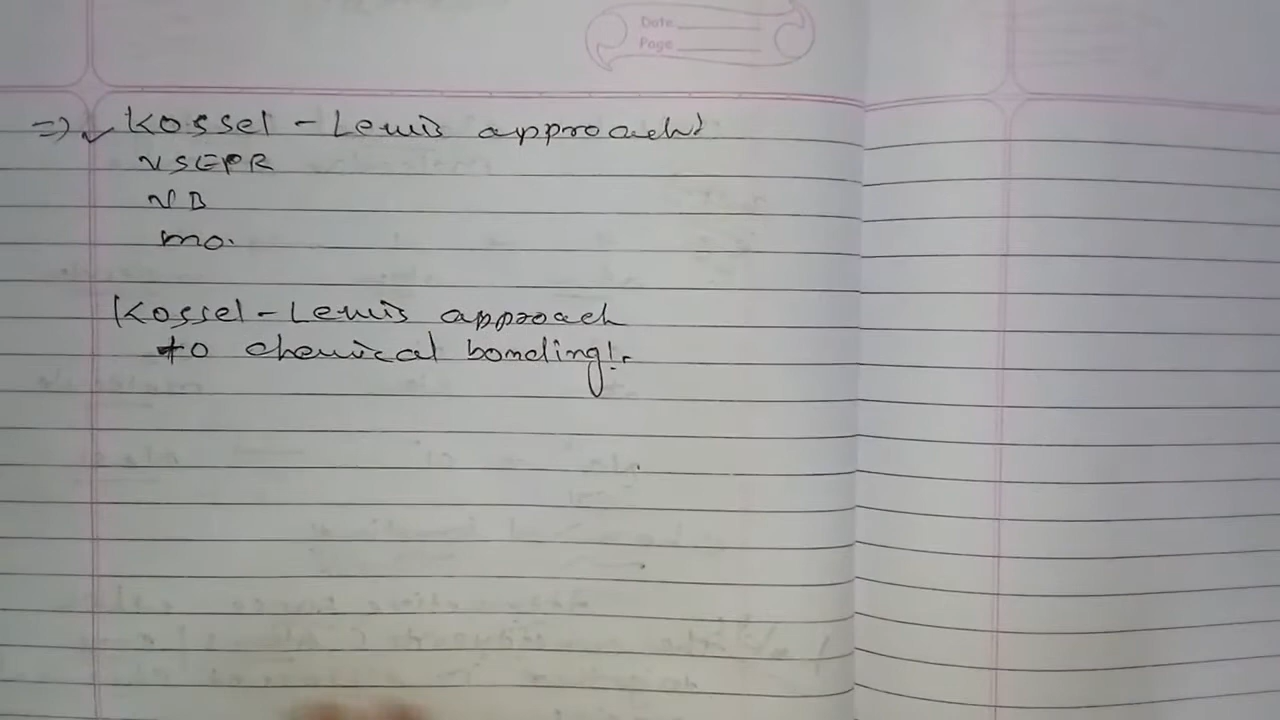 Date
Page
=> ✓ Kossel - Lewis approach:
VSEPR
VB
mo.
Kossel - Lewis approach
to chemical bonding:-